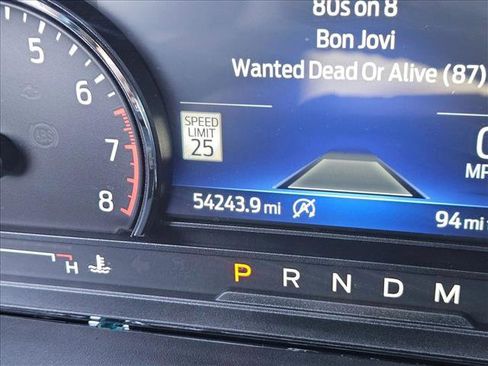 80s on 8
Bon Jovi
Wanted Dead Or Alive (87)
5
6
7
8
SPEED
LIMIT
25
54243.9 mi
94 mi
H
P R N D M